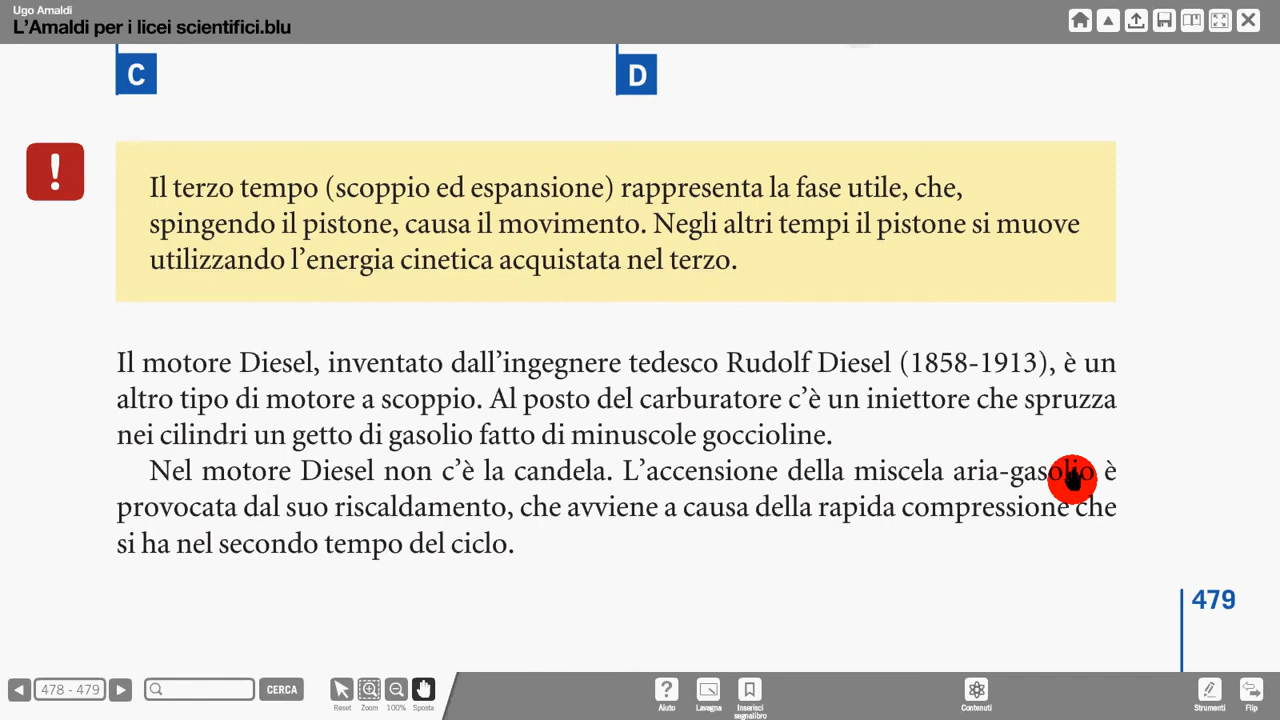 Ugo Amaldi
L'Amaldi per i licei scientifici.blu
C
D
!
Il terzo tempo (scoppio ed espansione) rappresenta la fase utile, che,
spingendo il pistone, causa il movimento. Negli altri tempi il pistone si muove
utilizzando l'energia cinetica acquistata nel terzo.
Il motore Diesel, inventato dall'ingegnere tedesco Rudolf Diesel (1858-1913), è un
altro tipo di motore a scoppio. Al posto del carburatore c'è un iniettore che spruzza
nei cilindri un getto di gasolio fatto di minuscole goccioline.
Nel motore Diesel non c'è la candela. L'accensione della miscela aria-gasolio è
provocata dal suo riscaldamento, che avviene a causa della rapida compressione che
si ha nel secondo tempo del ciclo.
479
478 - 479
CERCA
Reset Zoom 100% Sposta
Aiuto Lavagna Inserisci segnalibro
Contenuti
Strumenti Flip